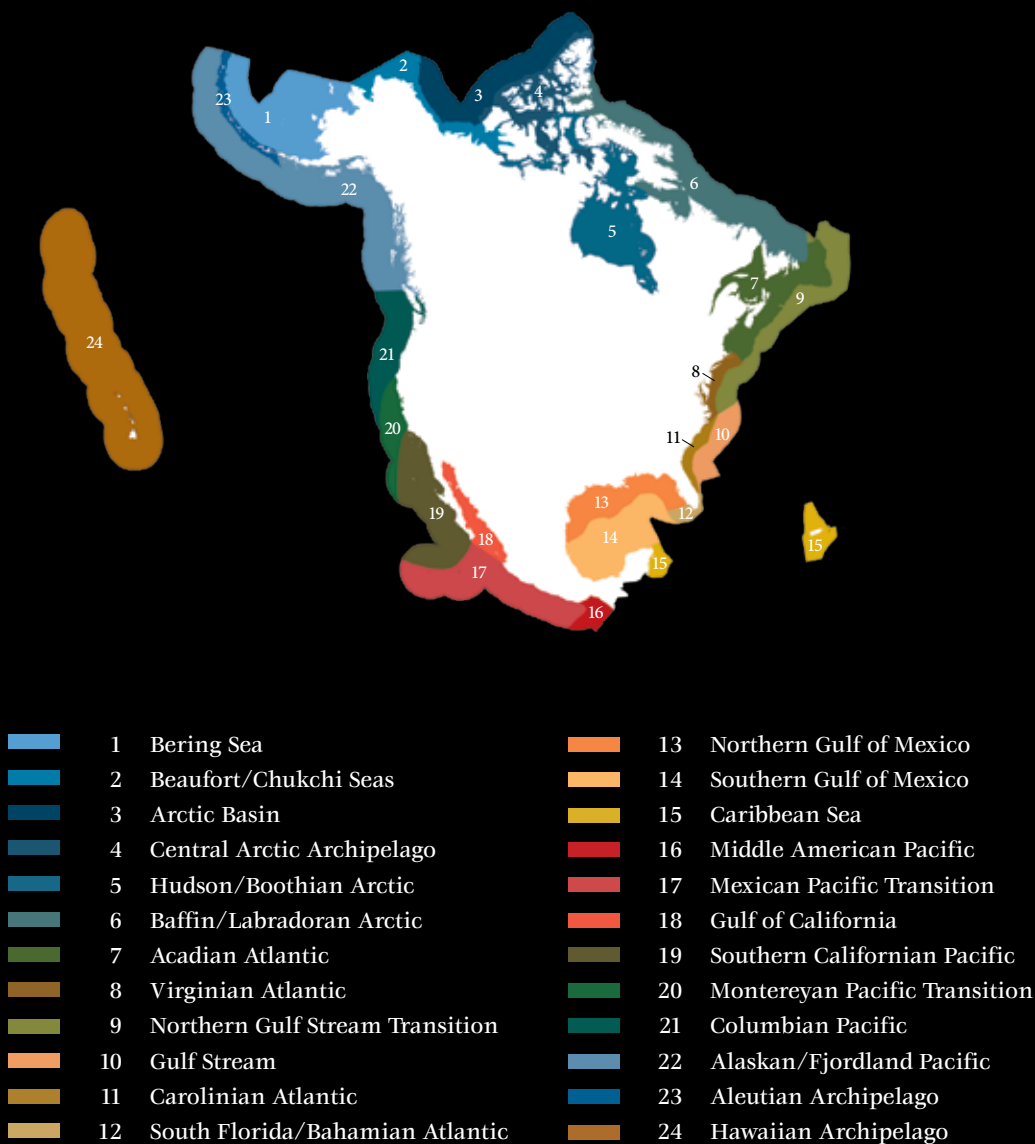 2
3
4
23
1
22
6
5
7
9
24
21
8
20
11
10
19
13
12
14
18
15
15
17
16
1 Bering Sea
2 Beaufort/Chukchi Seas
3 Arctic Basin
4 Central Arctic Archipelago
5 Hudson/Boothian Arctic
6 Baffin/Labradoran Arctic
7 Acadian Atlantic
8 Virginian Atlantic
9 Northern Gulf Stream Transition
10 Gulf Stream
11 Carolinian Atlantic
12 South Florida/Bahamian Atlantic
13 Northern Gulf of Mexico
14 Southern Gulf of Mexico
15 Caribbean Sea
16 Middle American Pacific
17 Mexican Pacific Transition
18 Gulf of California
19 Southern Californian Pacific
20 Montereyan Pacific Transition
21 Columbian Pacific
22 Alaskan/Fjordland Pacific
23 Aleutian Archipelago
24 Hawaiian Archipelago